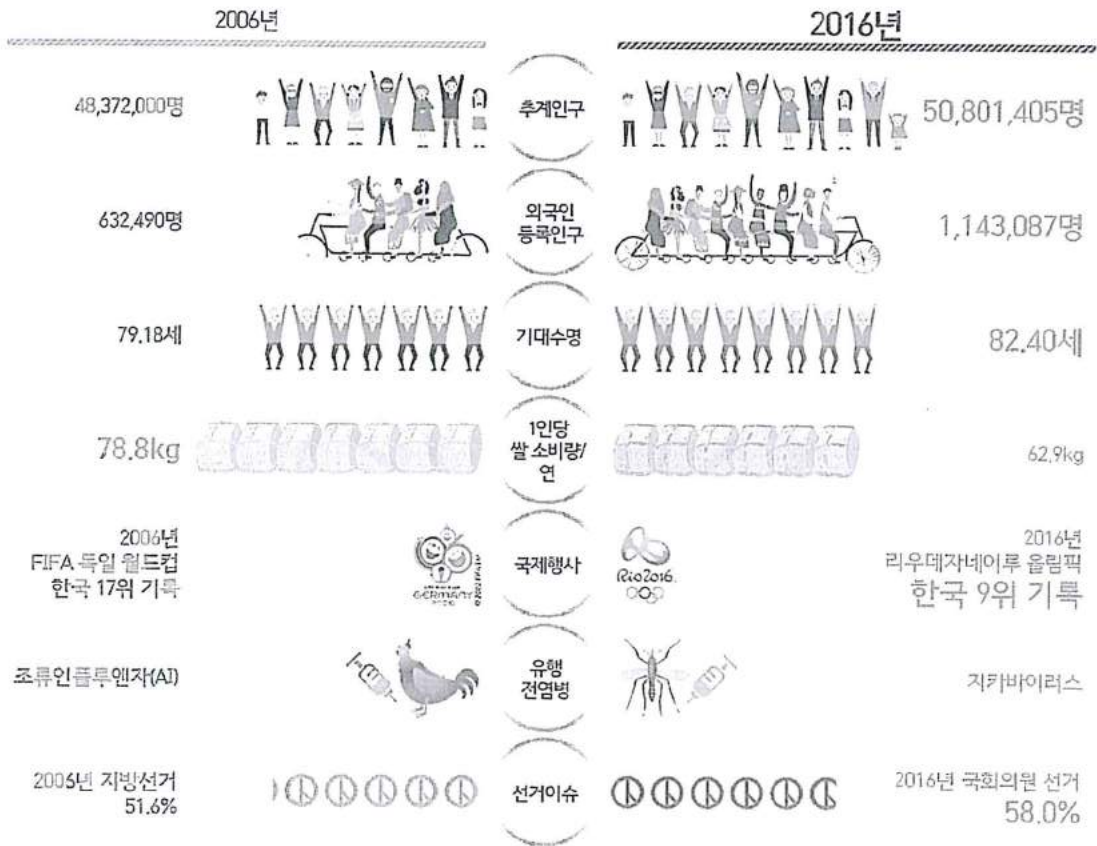 2006년
2016년
48,372,000명
추계인구
50,801,405명
632,490명
외국인
등록인구
1,143,087명
79.18세
기대수명
82.40세
78.8kg
1인당
쌀 소비량/
연
62.9kg
2006년
FIFA 독일 월드컵
한국 17위 기록
GERMANY
국제행사
Rio2016.
2016년
리우데자네이루 올림픽
한국 9위 기록
조류인플루엔자(AI)
유행
전염병
지카바이러스
2006년 지방선거
51.6%
선거이슈
2016년 국회의원 선거
58.0%